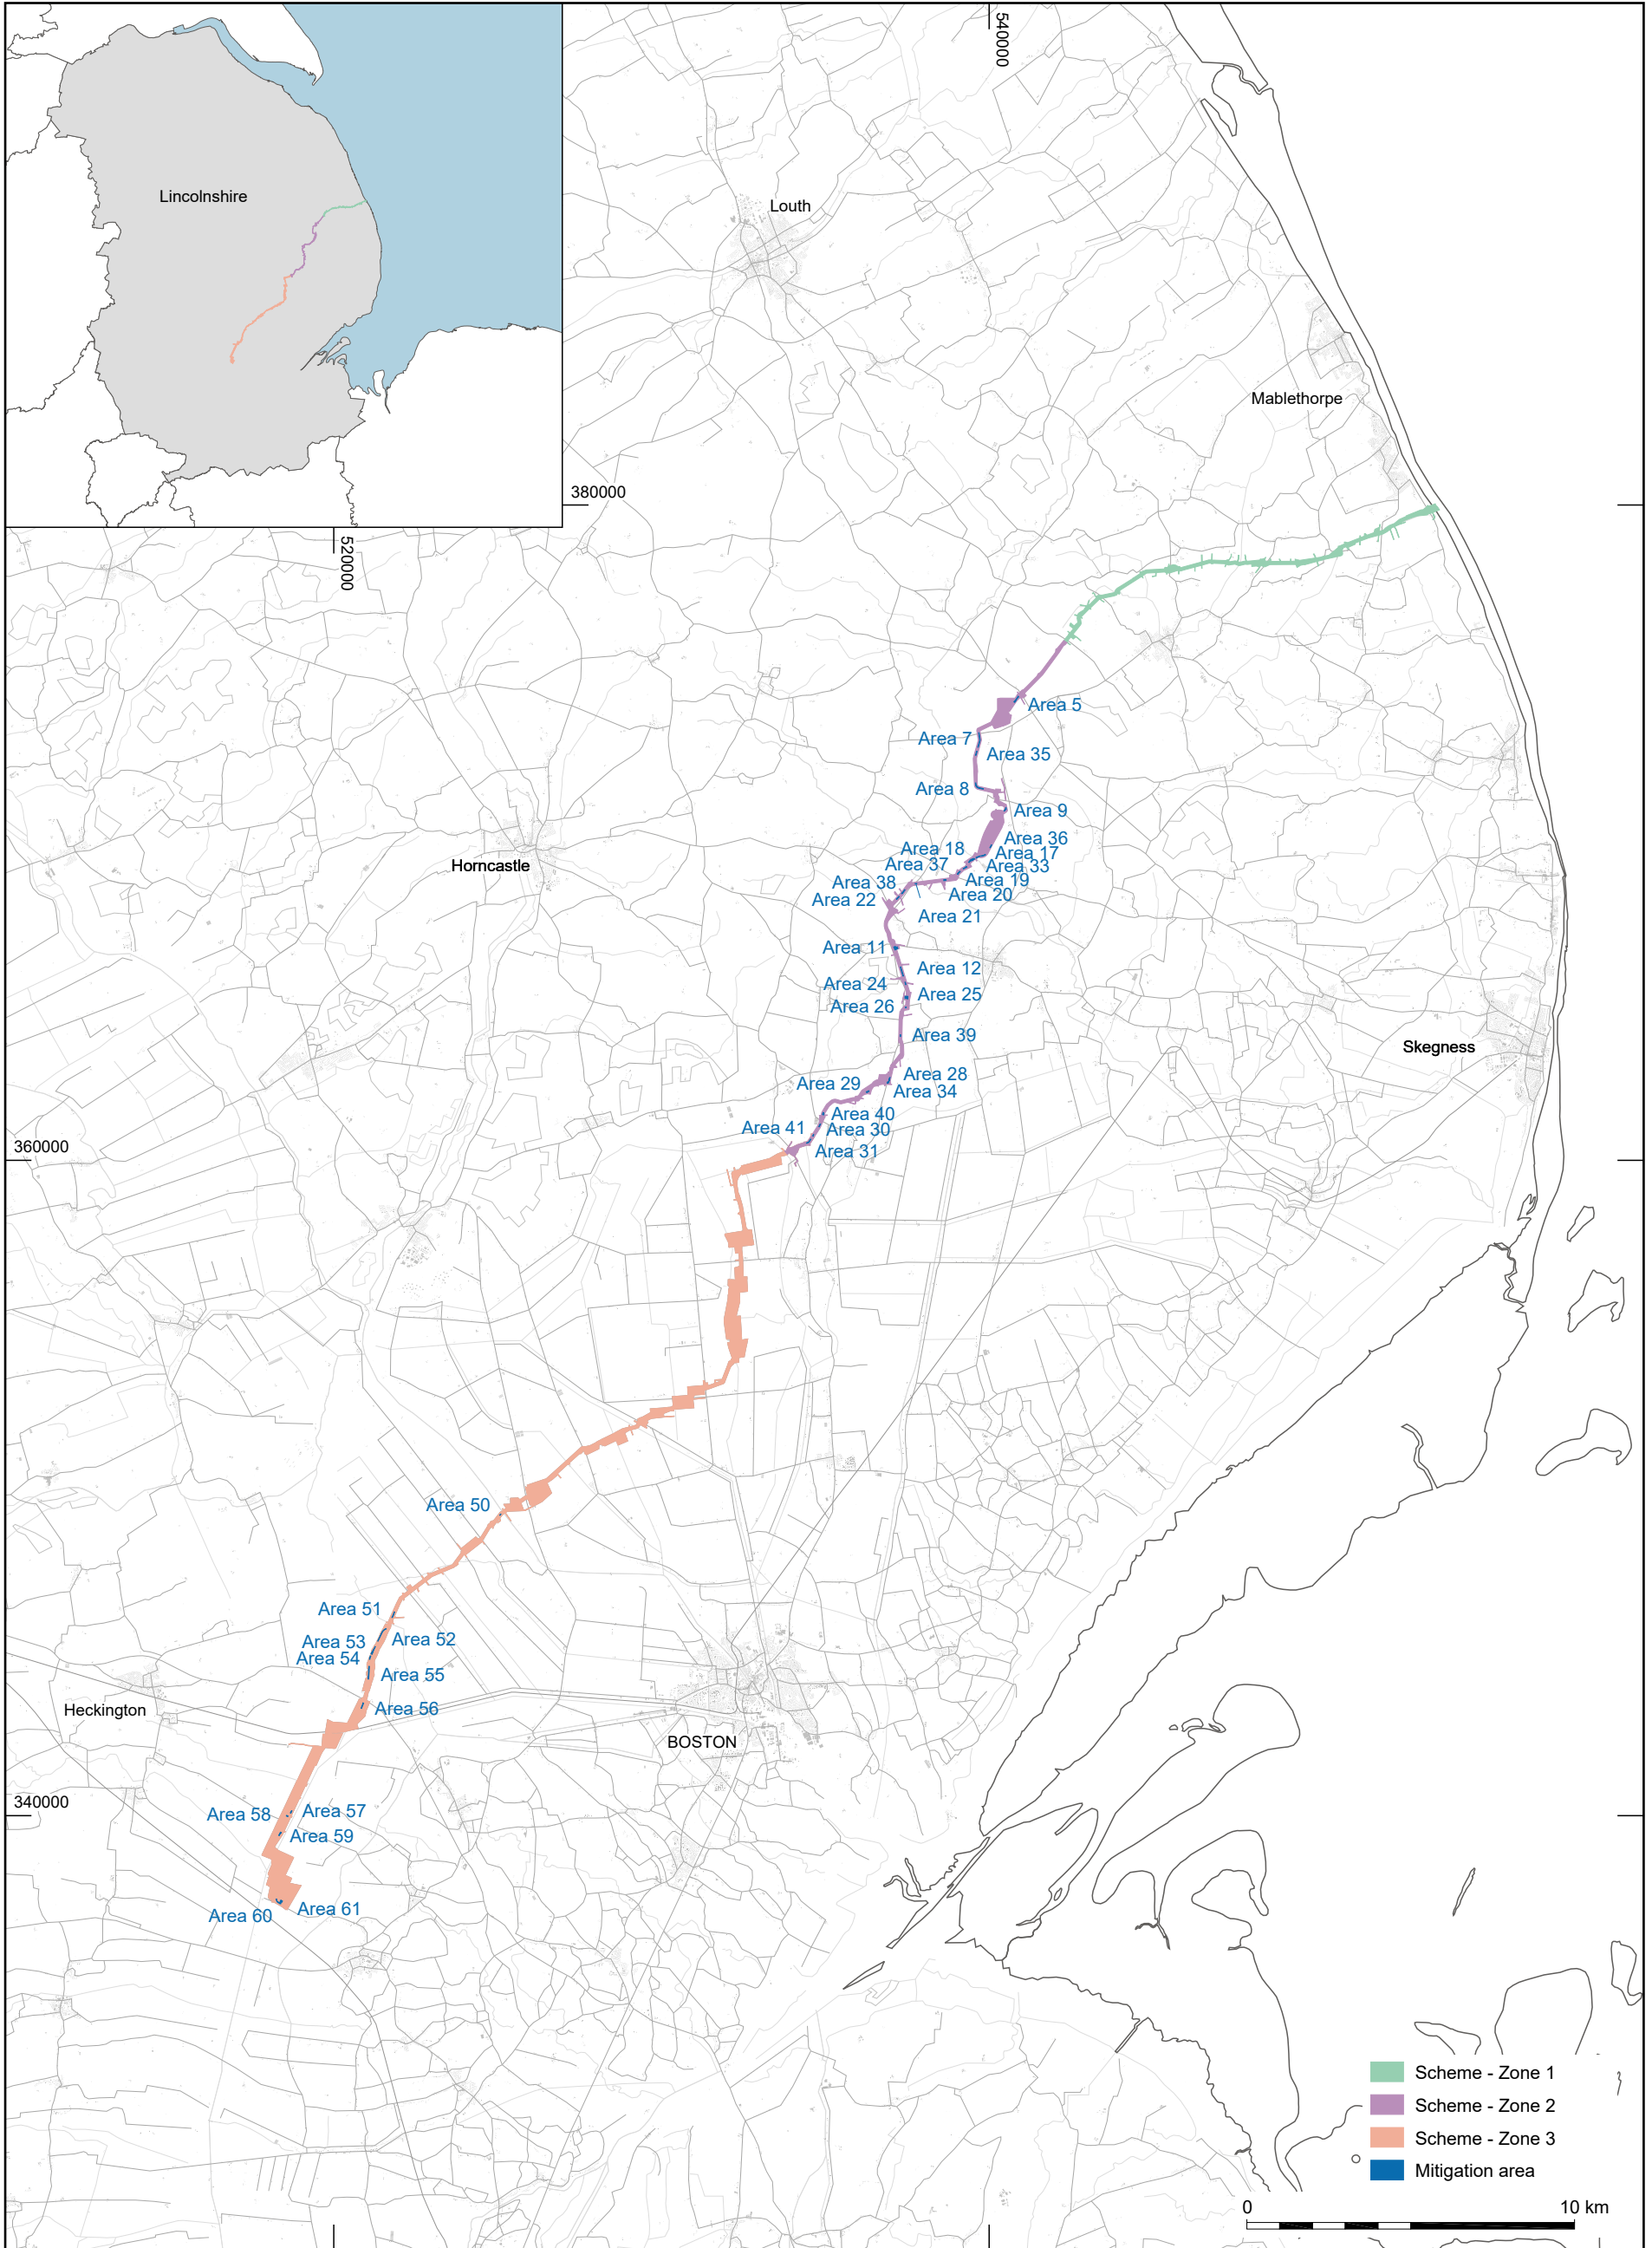 540000
Lincolnshire
Louth
Mablethorpe
380000
520000
Area 5
Area 7
Area 35
Area 8
Area 9
Area 36
Area 18
Area 17
Area 37
Area 33
Area 38
Area 19
Area 22
Area 20
Area 21
Horncastle
Area 11
Area 12
Area 24
Area 25
Area 26
Area 39
Skegness
Area 28
Area 29
Area 34
Area 40
Area 41
Area 30
Area 31
360000
Area 50
Area 51
Area 52
Area 53
Area 54
Area 55
Area 56
Heckington
BOSTON
340000
Area 57
Area 58
Area 59
Area 61
Area 60
Scheme - Zone 1
Scheme - Zone 2
Scheme - Zone 3
Mitigation area
0 10 km